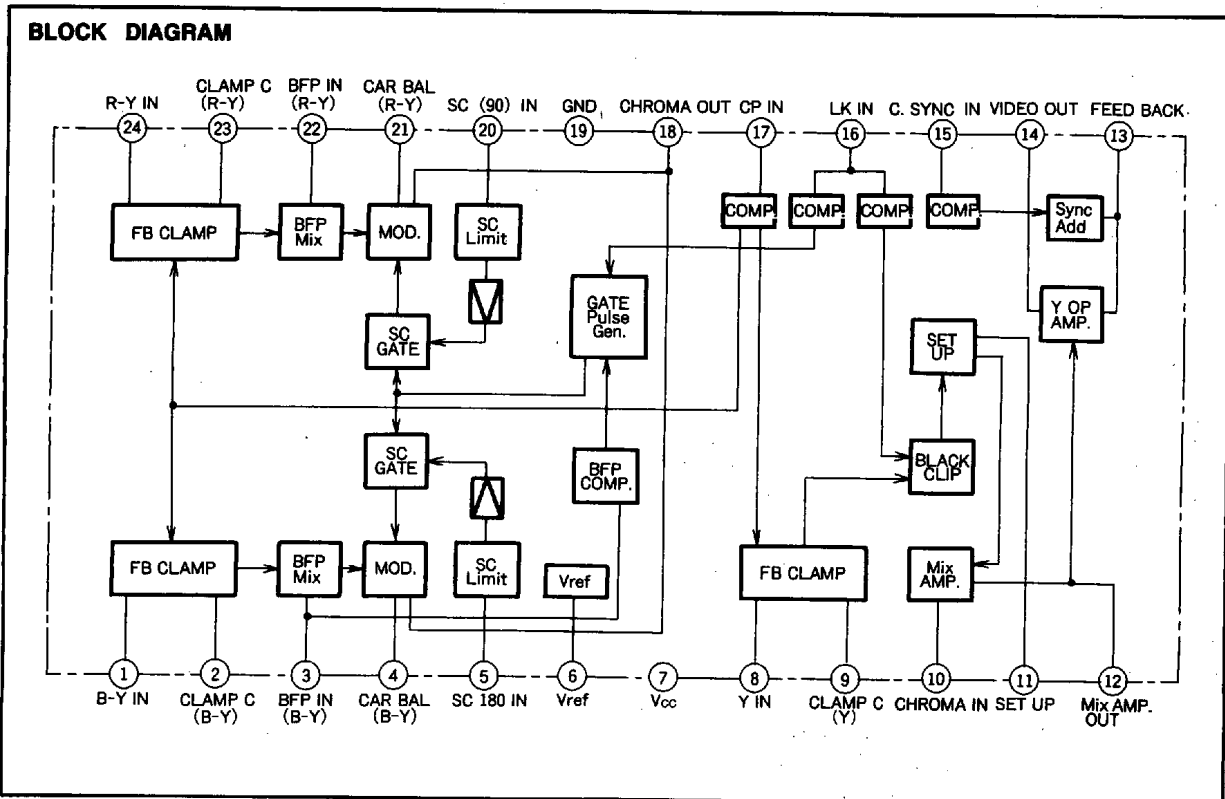 BLOCK DIAGRAM
R-Y IN
CLAMP C
(R-Y)
BFP IN
(R-Y)
CAR BAL
(R-Y)
SC (90) IN
GND
CHROMA OUT
CP IN
LK IN
C. SYNC IN
VIDEO OUT
FEED BACK
24
23
22
21
20
19
18
17
16
15
14
13
FB CLAMP
BFP
Mix
MOD.
SC
Limit
COMP.
COMP.
COMP.
COMP
Sync
Add
GATE
Pulse
Gen.
Y OP
AMP.
SC
GATE
SET
UP
SC
GATE
BFP
COMP.
BLACK
CLIP
FB CLAMP
BFP
Mix
MOD.
SC
Limit
Vref
FB CLAMP
Mix
AMP.
1
2
3
4
5
6
7
8
9
10
11
12
B-Y IN
CLAMP C
(B-Y)
BFP IN
(B-Y)
CAR BAL
(B-Y)
SC 180 IN
Vref
Vcc
Y IN
CLAMP C
(Y)
CHROMA IN
SET UP
Mix AMP.
OUT